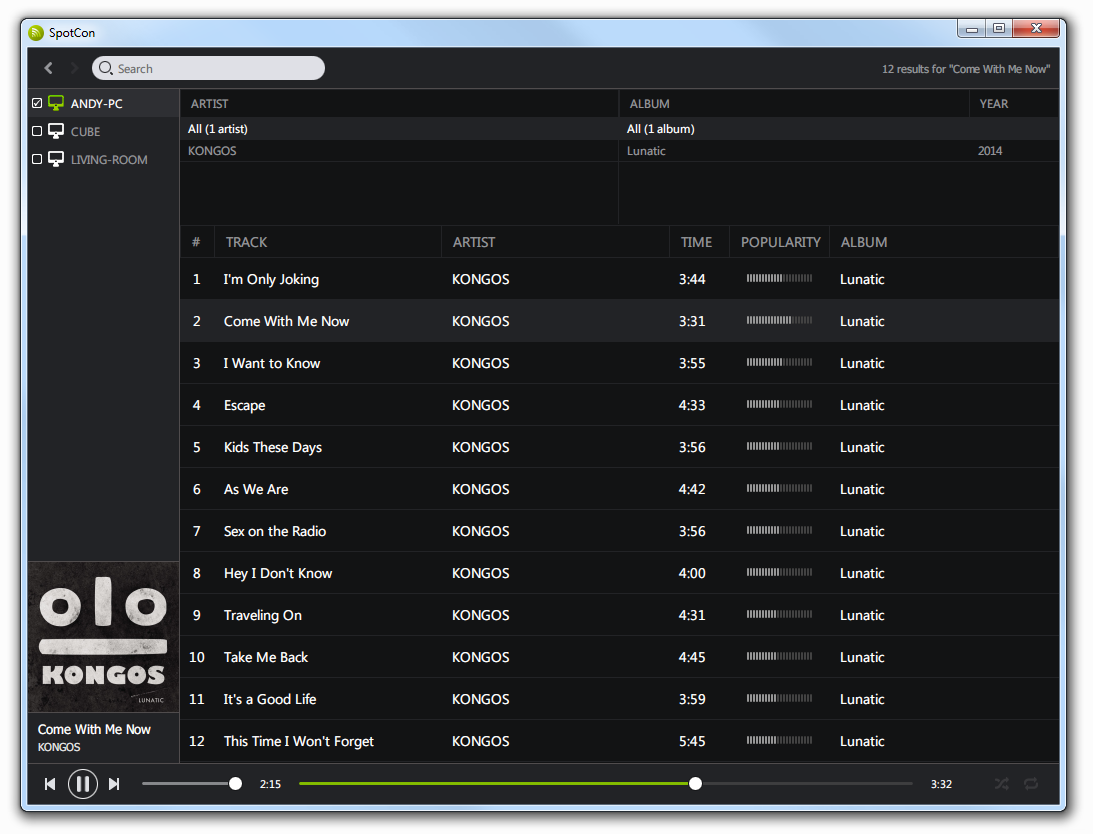 SpotCon
Search
12 results for "Come With Me Now"
ANDY-PC
CUBE
LIVING-ROOM
ARTIST ALBUM YEAR
All (1 artist) All (1 album)
KONGOS Lunatic 2014
# TRACK ARTIST TIME POPULARITY ALBUM
1 I'm Only Joking KONGOS 3:44 Lunatic
2 Come With Me Now KONGOS 3:31 Lunatic
3 I Want to Know KONGOS 3:55 Lunatic
4 Escape KONGOS 4:33 Lunatic
5 Kids These Days KONGOS 3:56 Lunatic
6 As We Are KONGOS 4:42 Lunatic
7 Sex on the Radio KONGOS 3:56 Lunatic
8 Hey I Don't Know KONGOS 4:00 Lunatic
9 Traveling On KONGOS 4:31 Lunatic
10 Take Me Back KONGOS 4:45 Lunatic
11 It's a Good Life KONGOS 3:59 Lunatic
12 This Time I Won't Forget KONGOS 5:45 Lunatic
olo
KONGOS
LUNATIC
Come With Me Now
KONGOS
2:15 3:32